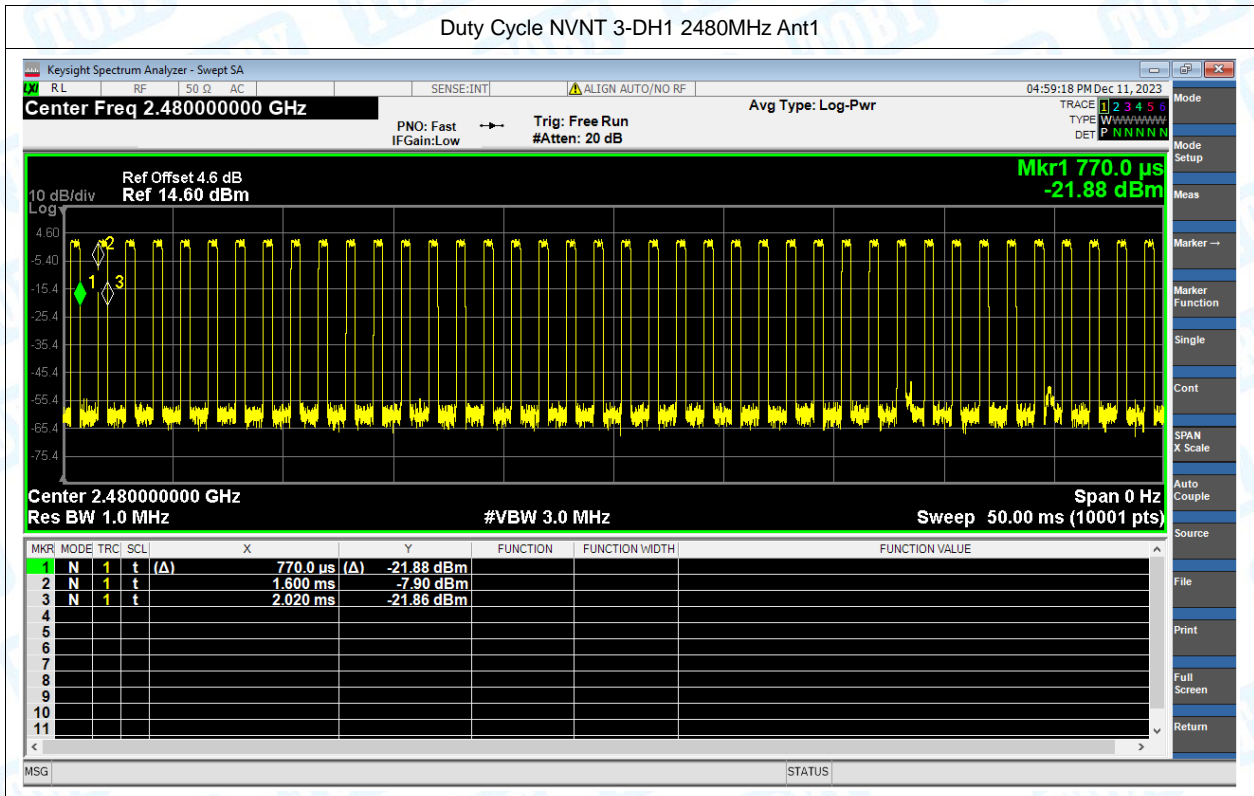 Duty Cycle NVNT 3-DH1 2480MHz Ant1
Keysight Spectrum Analyzer - Swept SA
LXI RL RF 50 Ω AC SENSE:INT ALIGN AUTO/NO RF 04:59:18 PM Dec 11, 2023
Center Freq 2.480000000 GHz
Avg Type: Log-Pwr
TRACE 1 2 3 4 5 6
TYPE WWWWWWW
DET P N N N N N
PNO: Fast
IFGain:Low
Trig: Free Run
#Atten: 20 dB
Ref Offset 4.6 dB
10 dB/div Ref 14.60 dBm
Log
Mkr1 770.0 µs
-21.88 dBm
4.60
-5.40
-15.4
-25.4
-35.4
-45.4
-55.4
-65.4
-75.4
1
2
3
Center 2.480000000 GHz Span 0 Hz
Res BW 1.0 MHz #VBW 3.0 MHz Sweep 50.00 ms (10001 pts)
MKR MODE TRC SCL X Y FUNCTION FUNCTION WIDTH FUNCTION VALUE
1 N 1 t (Δ) 770.0 µs (Δ) -21.88 dBm
2 N 1 t 1.600 ms -7.90 dBm
3 N 1 t 2.020 ms -21.86 dBm
4
5
6
7
8
9
10
11
MSG STATUS
Mode
Mode Setup
Meas
Marker →
Marker Function
Single
Cont
SPAN X Scale
Auto Couple
Source
File
Print
Full Screen
Return
TOBY